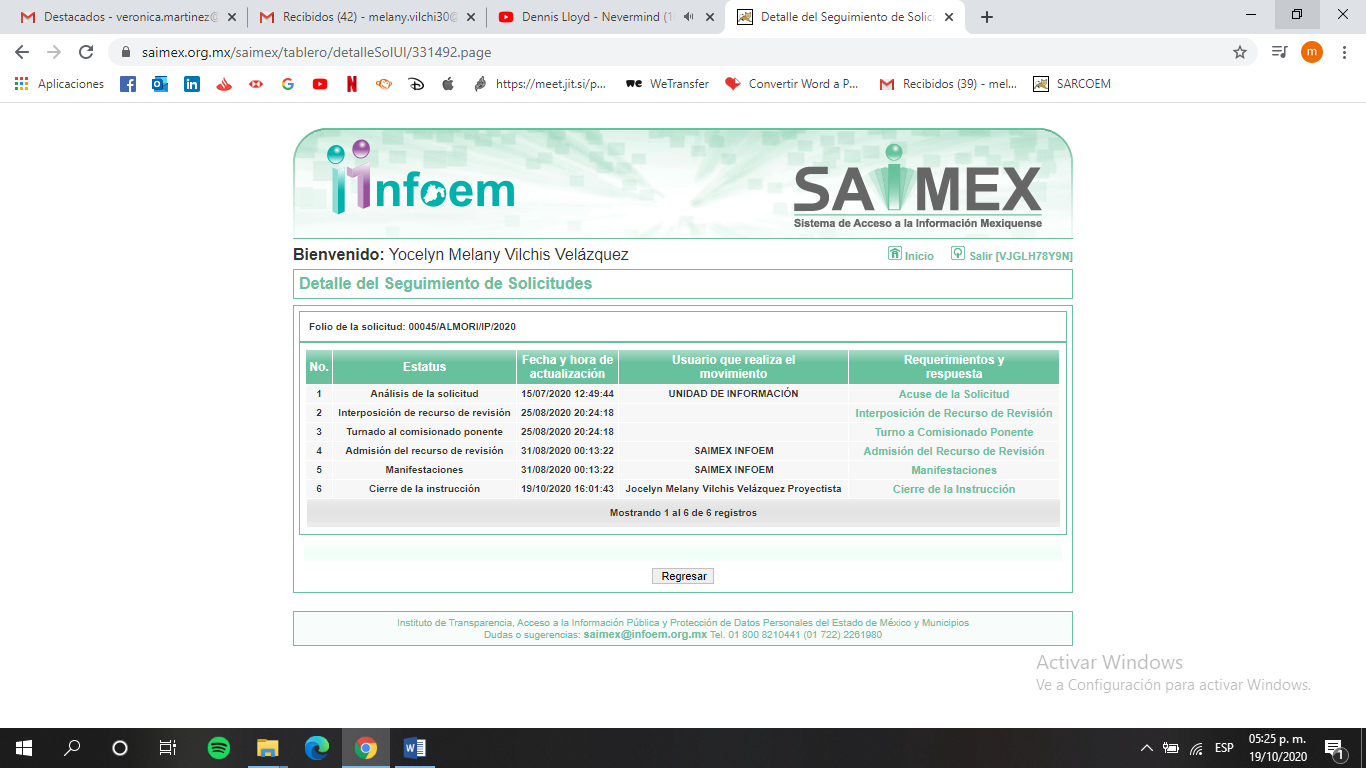 Destacados - veronica.martinez@
Recibidos (42) - melany.vilchi30@
Dennis Lloyd - Nevermind (1
Detalle del Seguimiento de Solici
saimex.org.mx/saimex/tablero/detalleSolUI/331492.page
m
Aplicaciones
https://meet.jit.si/p...
we WeTransfer
Convertir Word a P...
Recibidos (39) - mel...
SARCOEM
infoem
SAIMEX
Sistema de Acceso a la Información Mexiquense
Bienvenido: Yocelyn Melany Vilchis Velázquez
Inicio
Salir [VJGLH78Y9N]
Detalle del Seguimiento de Solicitudes
Folio de la solicitud: 00045/ALMORI/IP/2020
No. Estatus Fecha y hora de actualización Usuario que realiza el movimiento Requerimientos y respuesta
1 Análisis de la solicitud 15/07/2020 12:49:44 UNIDAD DE INFORMACIÓN Acuse de la Solicitud
2 Interposición de recurso de revisión 25/08/2020 20:24:18 Interposición de Recurso de Revisión
3 Turnado al comisionado ponente 25/08/2020 20:24:18 Turno a Comisionado Ponente
4 Admisión del recurso de revisión 31/08/2020 00:13:22 SAIMEX INFOEM Admisión del Recurso de Revisión
5 Manifestaciones 31/08/2020 00:13:22 SAIMEX INFOEM Manifestaciones
6 Cierre de la instrucción 19/10/2020 16:01:43 Jocelyn Melany Vilchis Velázquez Proyectista Cierre de la Instrucción
Mostrando 1 al 6 de 6 registros
Regresar
Instituto de Transparencia, Acceso a la Información Pública y Protección de Datos Personales del Estado de México y Municipios
Dudas o sugerencias: saimex@infoem.org.mx Tel. 01 800 8210441 (01 722) 2261980
Activar Windows
Ve a Configuración para activar Windows.
ESP
05:25 p. m.
19/10/2020
1